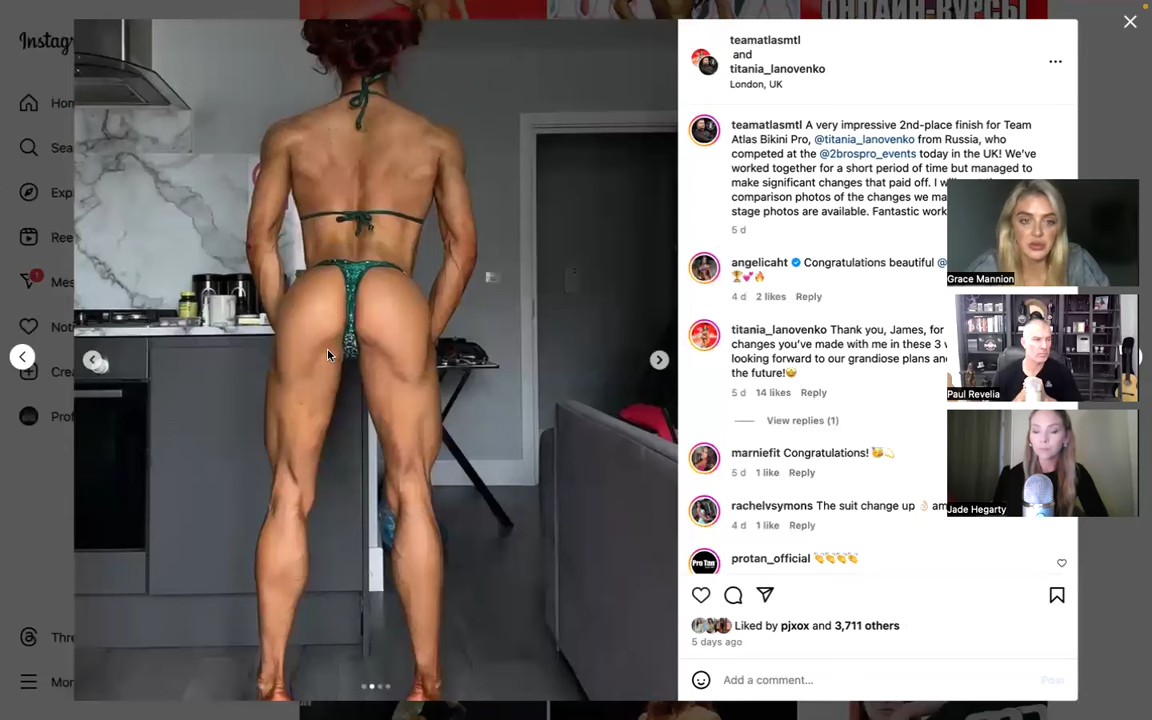 ОНЛАЙН-КУРСЫ
Instag
Hom
Sea
Exp
Ree
1
Mes
Not
Crea
Prof
Thre
Mor
teamatlasmtl
and
titania_lanovenko
London, UK
teamatlasmtl A very impressive 2nd-place finish for Team
Atlas Bikini Pro, @titania_lanovenko from Russia, who
competed at the @2brospro_events today in the UK! We've
worked together for a short period of time but managed to
make significant changes that paid off. I
comparison photos of the changes we
stage photos are available. Fantastic work
5 d
angelicaht Congratulations beautiful @
🏆💕🔥
4 d 2 likes Reply
titania_lanovenko Thank you, James, for
changes you've made with me in these 3
looking forward to our grandiose plans
the future!🤩
5 d 14 likes Reply
View replies (1)
marniefit Congratulations! 🥳💫
5 d 1 like Reply
rachelvsymons The suit change up 👌🏻
4 d 1 like Reply
Pro Tan
protan_official 👏👏👏👏
Liked by pjxox and 3,711 others
5 days ago
Add a comment...
Post
Grace Mannion
Paul Revelia
Jade Hegarty